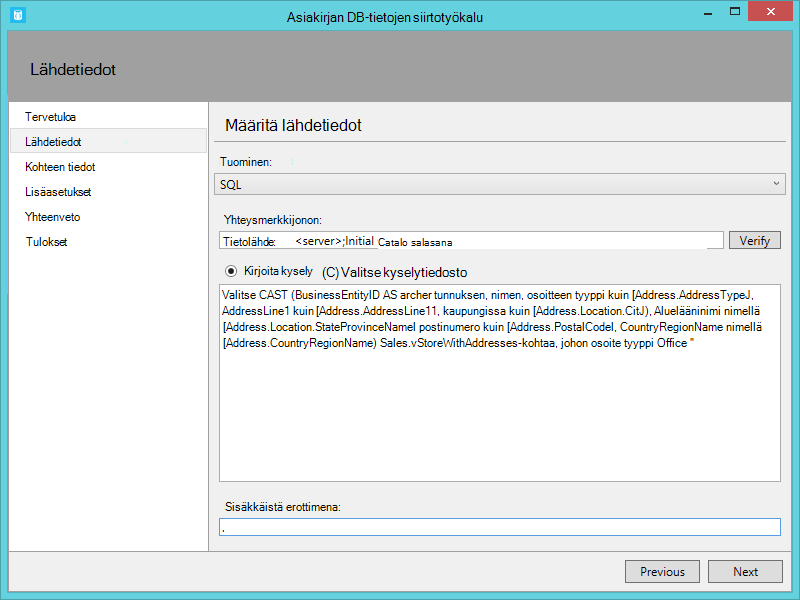 Asiakirjan DB-tietojen siirtotyökalu
Lähdetiedot
Tervetuloa
Lähdetiedot
Kohteen tiedot
Lisäasetukset
Yhteenveto
Tulokset
Määritä lähdetiedot
Tuominen:
SQL
Yhteysmerkkijonon:
Tietolähde: <server>;Initial Catalo salasana
Verify
Kirjoita kysely (C) Valitse kyselytiedosto
Valitse CAST (BusinessEntityID AS archer tunnuksen, nimen, osoitteen tyyppi kuin [Address.AddressTypeJ,
AddressLine1 kuin [Address.AddressLine11, kaupungissa kuin [Address.Location.CitJ), Aluelääninimi nimellä
[Address.Location.StateProvinceNamel postinumero kuin [Address.PostalCodel, CountryRegionName nimellä
[Address.CountryRegionName) Sales.vStoreWithAddresses-kohtaa, johon osoite tyyppi Office "
Sisäkkäistä erottimena:
.
Previous
Next